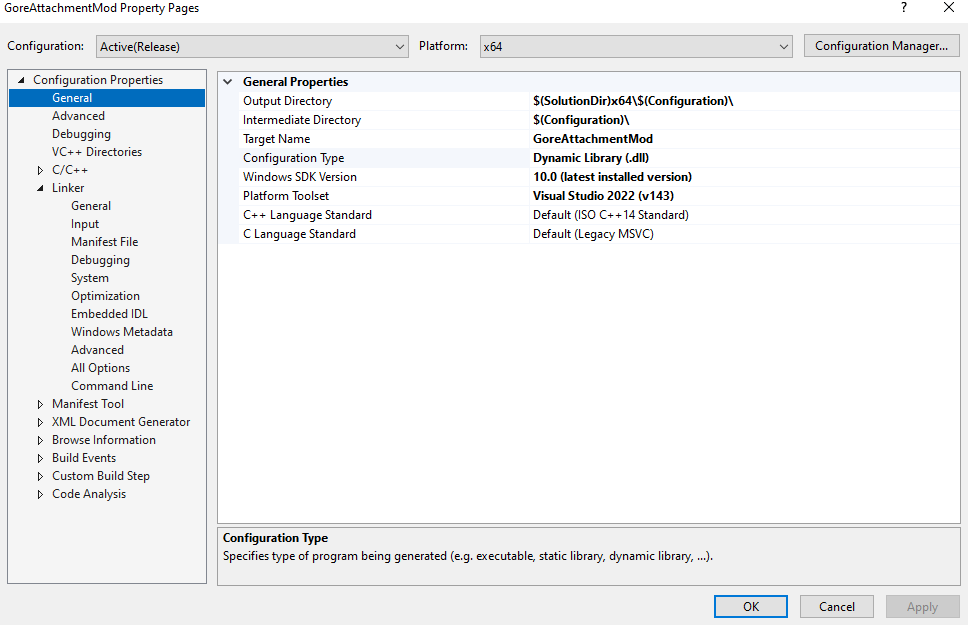 GoreAttachmentMod Property Pages
?
Configuration: Active(Release) Platform: x64 Configuration Manager...
Configuration Properties
General
Advanced
Debugging
VC++ Directories
C/C++
Linker
General
Input
Manifest File
Debugging
System
Optimization
Embedded IDL
Windows Metadata
Advanced
All Options
Command Line
Manifest Tool
XML Document Generator
Browse Information
Build Events
Custom Build Step
Code Analysis
General Properties
Output Directory $(SolutionDir)x64\$(Configuration)\
Intermediate Directory $(Configuration)\
Target Name GoreAttachmentMod
Configuration Type Dynamic Library (.dll)
Windows SDK Version 10.0 (latest installed version)
Platform Toolset Visual Studio 2022 (v143)
C++ Language Standard Default (ISO C++14 Standard)
C Language Standard Default (Legacy MSVC)
Configuration Type
Specifies type of program being generated (e.g. executable, static library, dynamic library, ...).
OK Cancel Apply